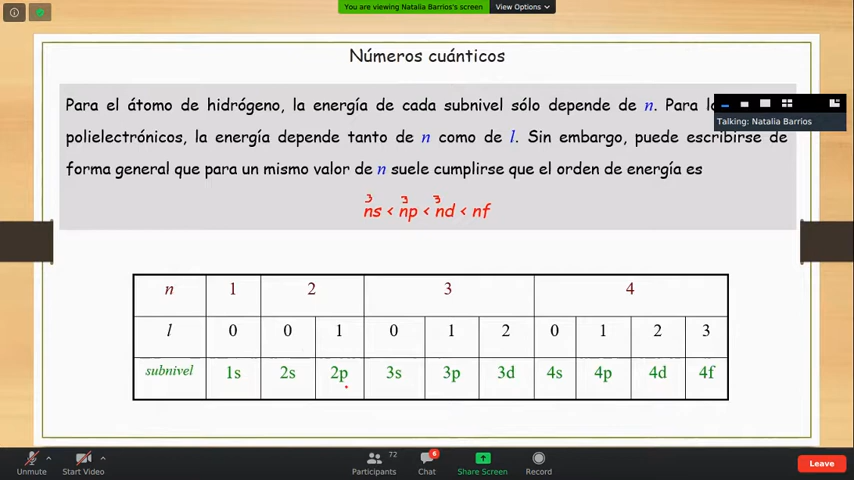 You are viewing Natalia Barrios's screen View Options
Números cuánticos
Para el átomo de hidrógeno, la energía de cada subnivel sólo depende de n. Para
Talking: Natalia Barrios
polielectrónicos, la energía depende tanto de n como de l. Sin embargo, puede escribirse de
forma general que para un mismo valor de n suele cumplirse que el orden de energía es
3 3 3
ns < np < nd < nf
n 1 2 3 4
l 0 0 1 0 1 2 0 1 2 3
subnivel 1s 2s 2p 3s 3p 3d 4s 4p 4d 4f
72 6
Unmute Start Video Participants Chat Share Screen Record Leave